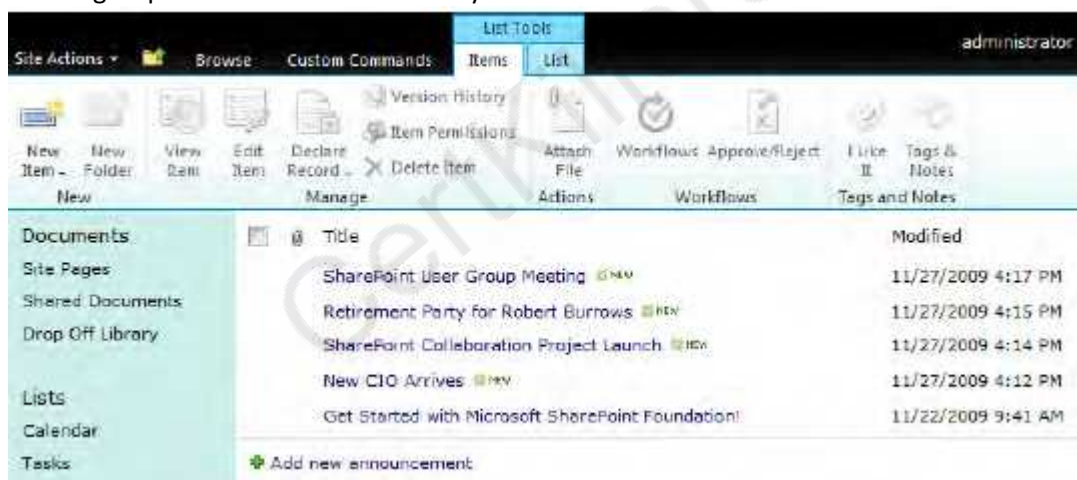 List Tools
administrator
Site Actions Browse Custom Commands Items List
Version History
Item Permissions
Delete Item
New Item New Folder View Item Edit Item Declare Record Attach File Workflows Approve/Reject I Like It Tags & Notes
New Manage Actions Workflows Tags and Notes
Documents Title Modified
Site Pages
SharePoint User Group Meeting NEW 11/27/2009 4:17 PM
Shared Documents
Retirement Party for Robert Burrows NEW 11/27/2009 4:15 PM
Drop Off Library
SharePoint Collaboration Project Launch NEW 11/27/2009 4:14 PM
New CIO Arrives NEW 11/27/2009 4:12 PM
Lists
Get Started with Microsoft SharePoint Foundation! 11/22/2009 9:41 AM
Calendar
Tasks Add new announcement